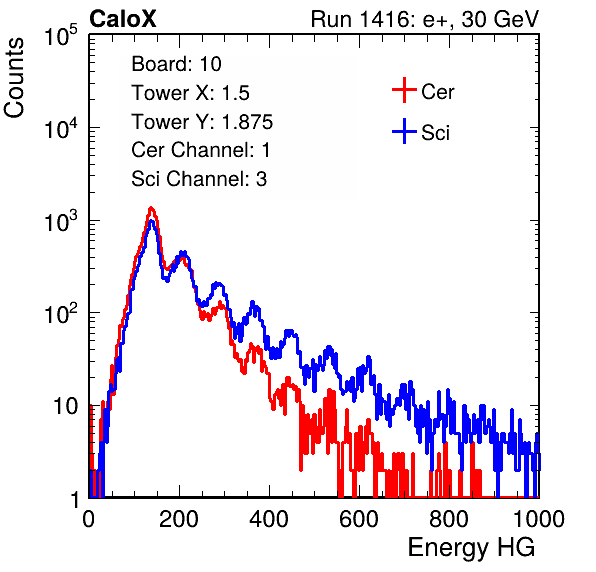 CaloX Run 1416: e+, 30 GeV
Counts
Board: 10
Tower X: 1.5
Tower Y: 1.875
Cer Channel: 1
Sci Channel: 3
Cer
Sci
10^5
10^4
10^3
10^2
10
1
0 200 400 600 800 1000
Energy HG